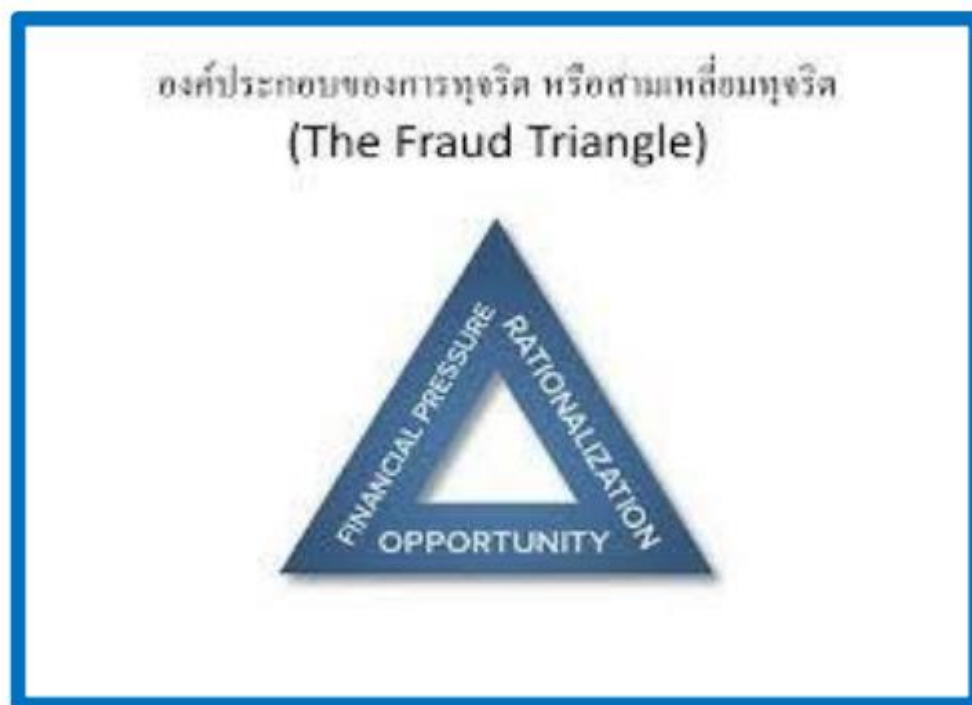 องค์ประกอบของการทุจริต หรือสามเหลี่ยมทุจริต
(The Fraud Triangle)
FINANCIAL PRESSURE
RATIONALIZATION
OPPORTUNITY